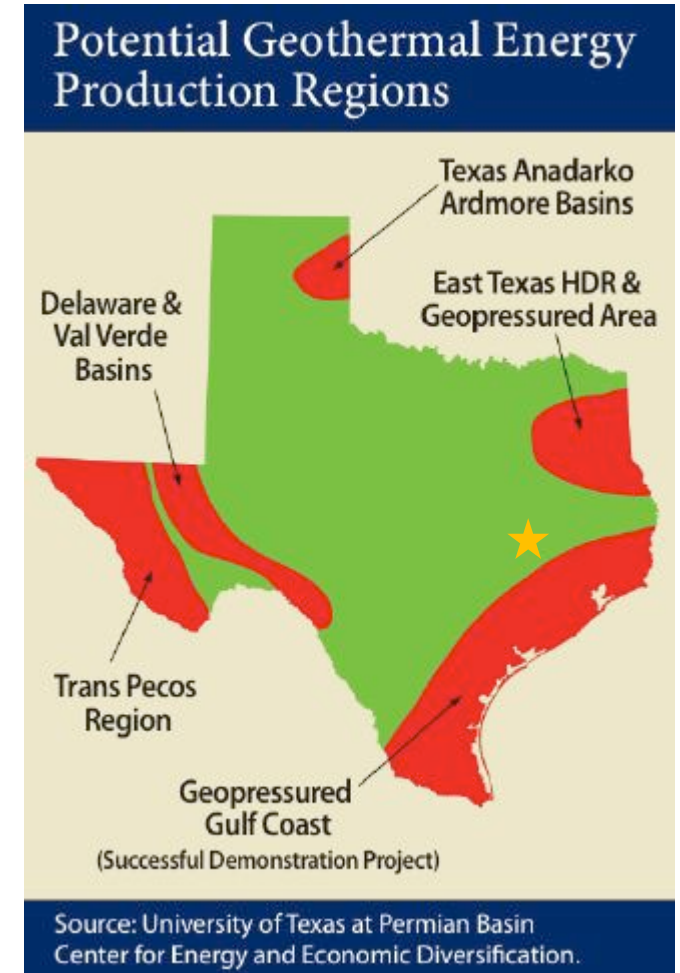 Potential Geothermal Energy
Production Regions
Texas Anadarko
Ardmore Basins
East Texas HDR &
Geopressured Area
Delaware &
Val Verde
Basins
Trans Pecos
Region
Geopressured
Gulf Coast
(Successful Demonstration Project)
Source: University of Texas at Permian Basin
Center for Energy and Economic Diversification.